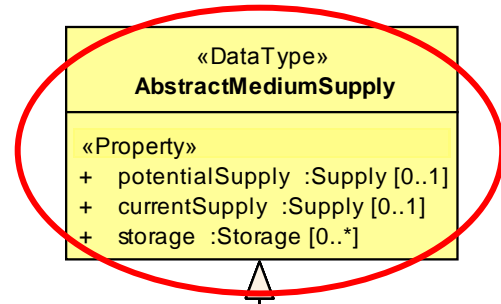 «DataType»
AbstractMediumSupply
«Property»
+ potentialSupply :Supply [0..1]
+ currentSupply :Supply [0..1]
+ storage :Storage [0..*]